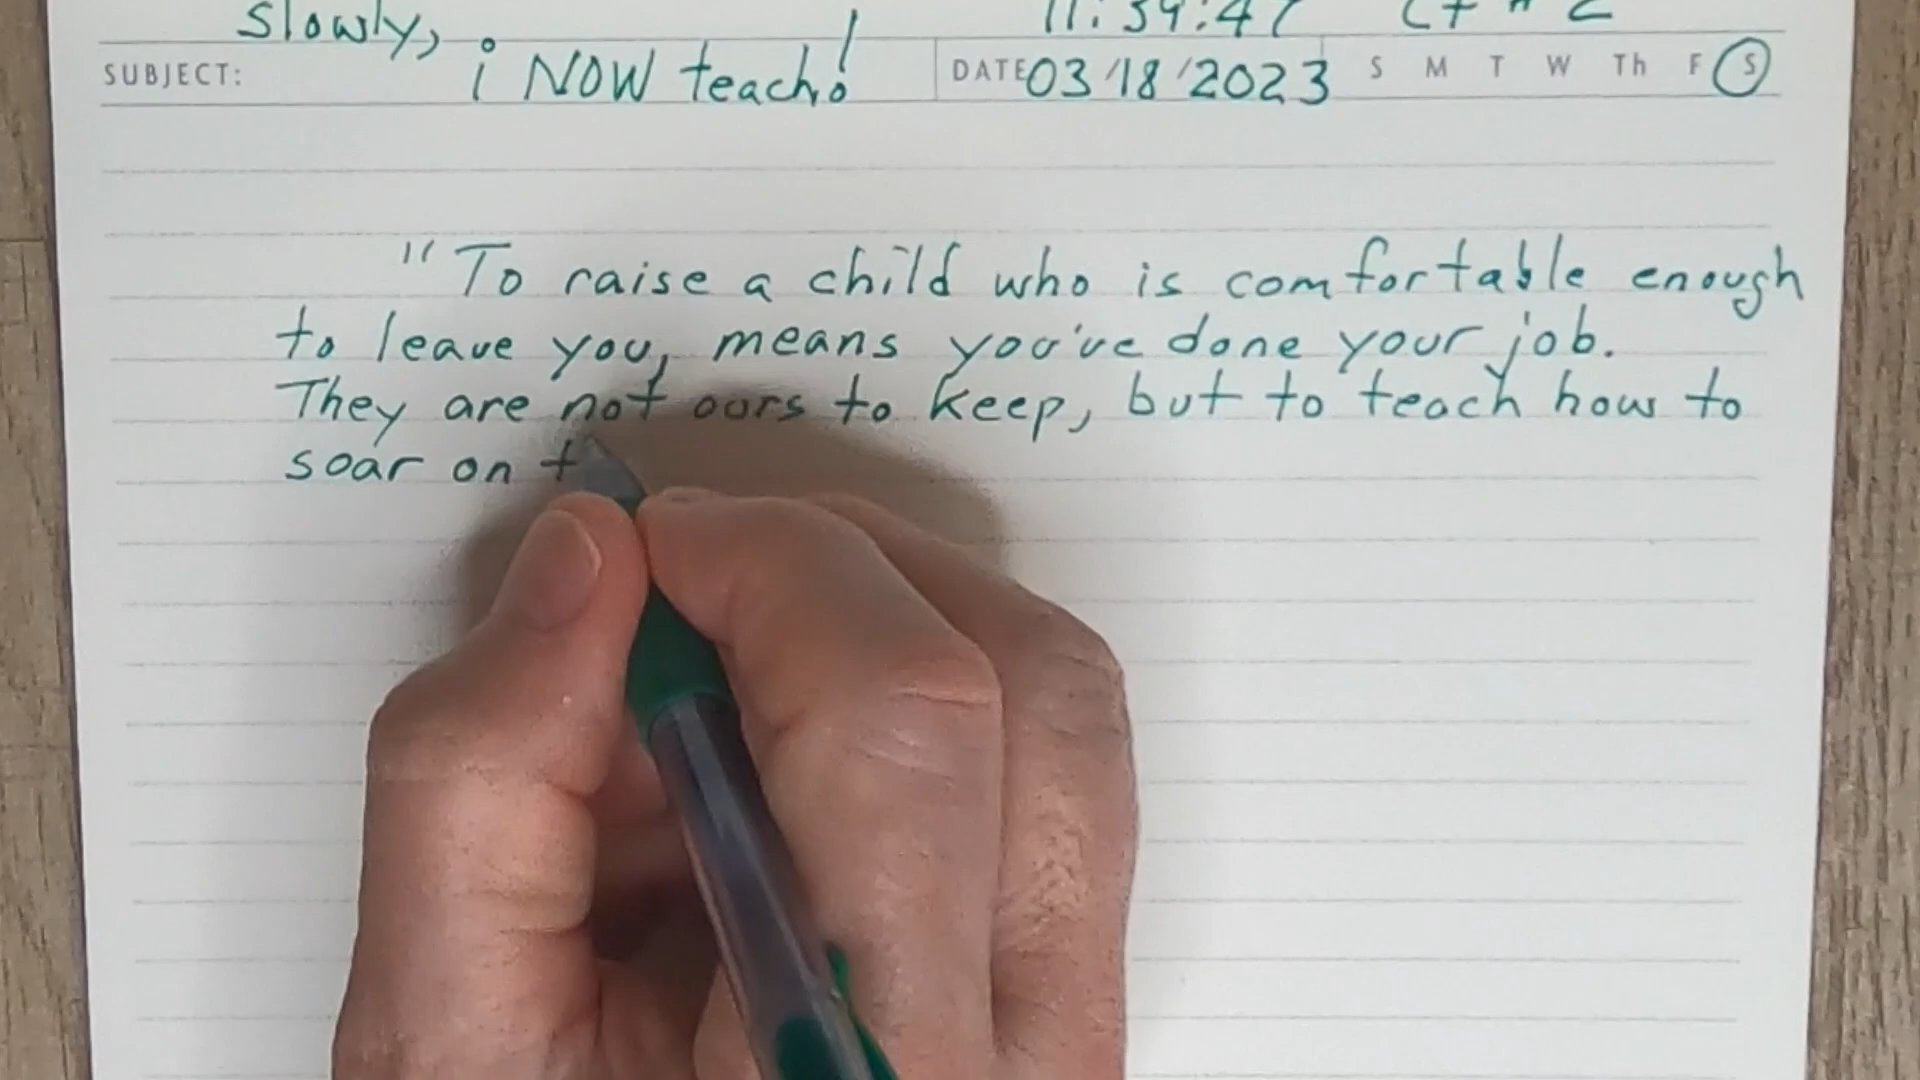 slowly,
SUBJECT: i NOW teach! DATE 03/18/2023 S M T W Th F S
"To raise a child who is comfortable enough
to leave you, means you've done your job.
They are not ours to keep, but to teach how to
soar on t